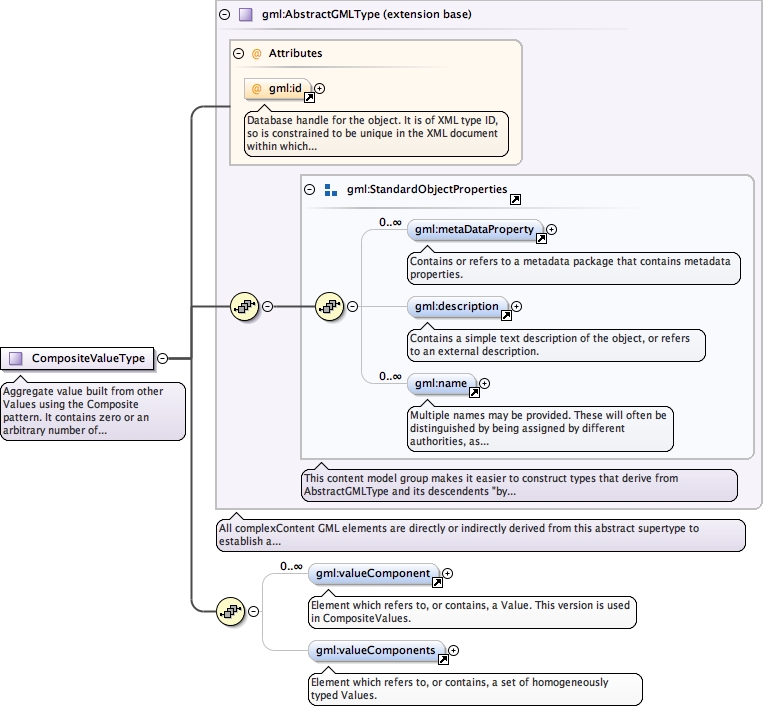 gml:AbstractGMLType (extension base)
@ Attributes
@ gml:id
Database handle for the object. It is of XML type ID,
so is constrained to be unique in the XML document
within which...
gml:StandardObjectProperties
0..∞
gml:metaDataProperty
Contains or refers to a metadata package that contains metadata
properties.
gml:description
Contains a simple text description of the object, or refers
to an external description.
0..∞
gml:name
Multiple names may be provided. These will often be
distinguished by being assigned by different
authorities, as...
This content model group makes it easier to construct types that derive from
AbstractGMLType and its descendents "by...
All complexContent GML elements are directly or indirectly derived from this abstract supertype to
establish a...
CompositeValueType
Aggregate value built from other
Values using the Composite
pattern. It contains zero or an
arbitrary number of...
0..∞
gml:valueComponent
Element which refers to, or contains, a Value. This version is used
in CompositeValues.
gml:valueComponents
Element which refers to, or contains, a set of homogeneously
typed Values.